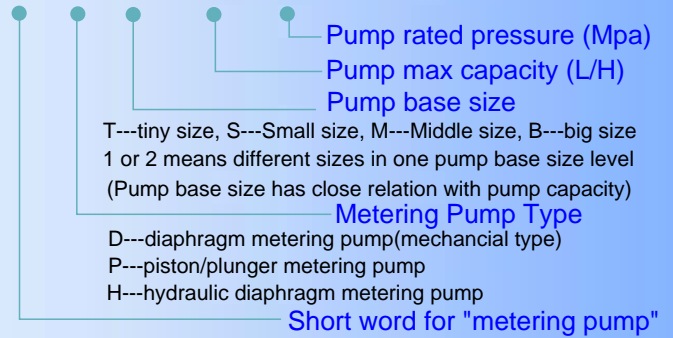 Pump rated pressure (Mpa)
Pump max capacity (L/H)
Pump base size
T---tiny size, S---Small size, M---Middle size, B---big size
1 or 2 means different sizes in one pump base size level
(Pump base size has close relation with pump capacity)
Metering Pump Type
D---diaphragm metering pump(mechancial type)
P---piston/plunger metering pump
H---hydraulic diaphragm metering pump
Short word for "metering pump"